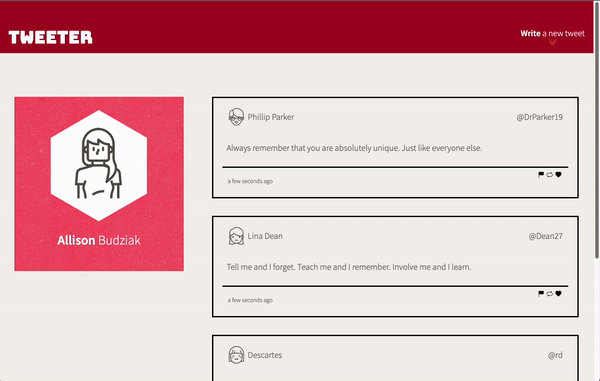 TWEETER
Write a new tweet
Allison Budziak
Phillip Parker
@DrParker19
Always remember that you are absolutely unique. Just like everyone else.
a few seconds ago
Lina Dean
@Dean27
Tell me and I forget. Teach me and I remember. Involve me and I learn.
a few seconds ago
Descartes
@rd